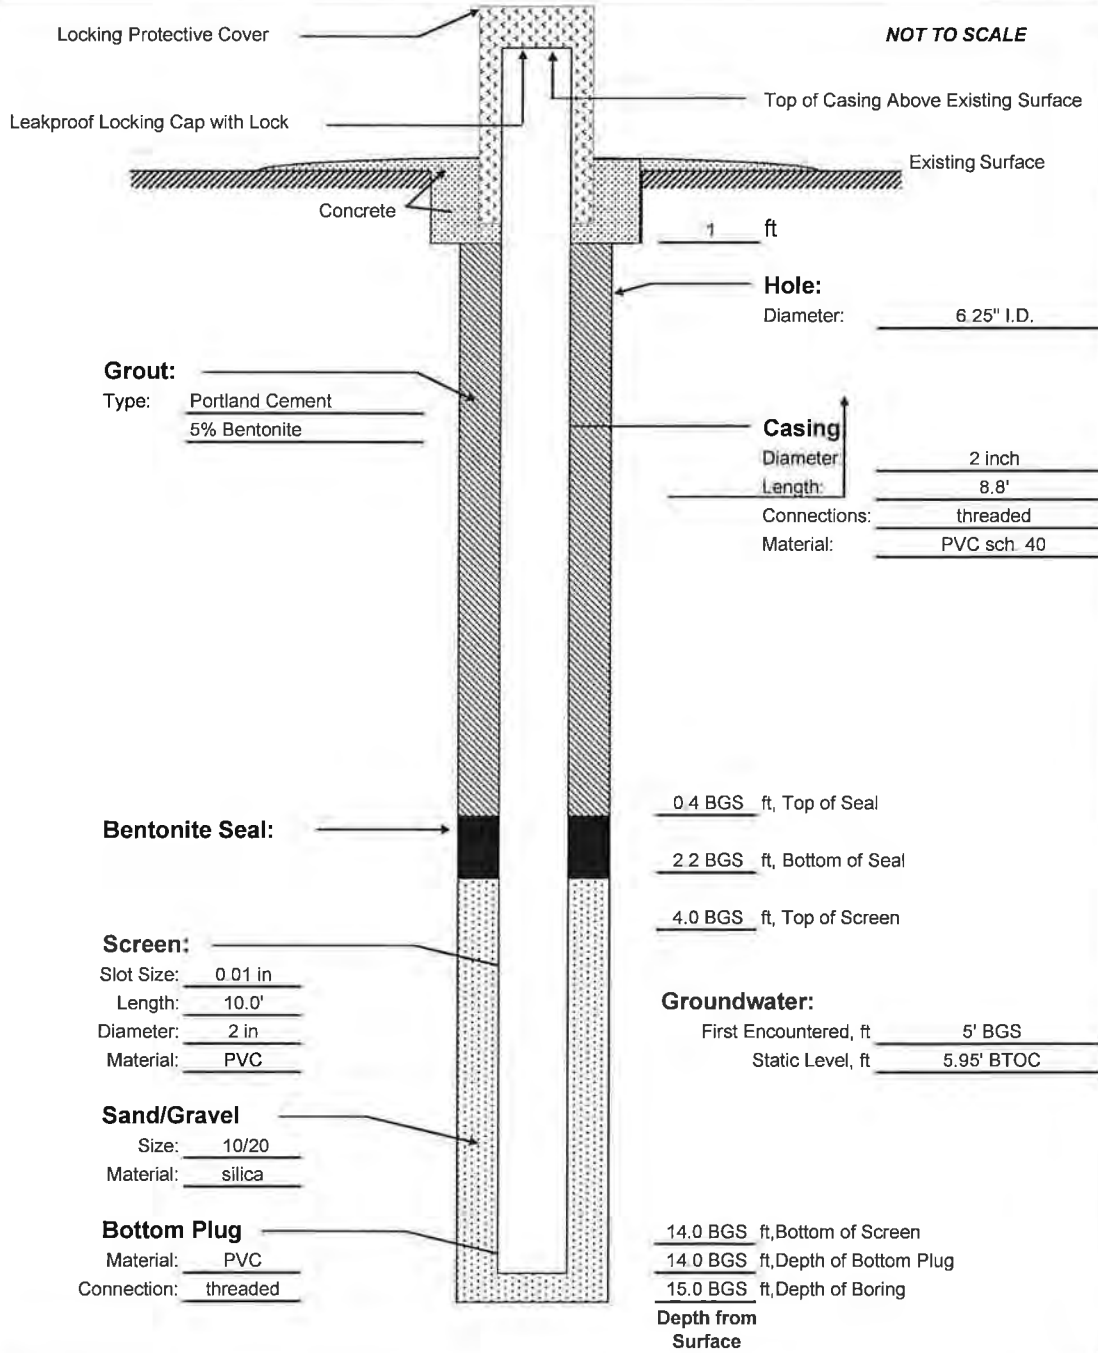 Locking Protective Cover
NOT TO SCALE
Top of Casing Above Existing Surface
Leakproof Locking Cap with Lock
Existing Surface
Concrete
1 ft
Hole:
Diameter: 6.25" I.D.
Grout:
Type: Portland Cement
5% Bentonite
Casing
Diameter 2 inch
Length: 8.8'
Connections: threaded
Material: PVC sch. 40
0.4 BGS ft, Top of Seal
Bentonite Seal:
2.2 BGS ft, Bottom of Seal
4.0 BGS ft, Top of Screen
Screen:
Slot Size: 0.01 in
Length: 10.0'
Diameter: 2 in
Material: PVC
Groundwater:
First Encountered, ft 5' BGS
Static Level, ft 5.95' BTOC
Sand/Gravel
Size: 10/20
Material: silica
Bottom Plug
Material: PVC
Connection: threaded
14.0 BGS ft,Bottom of Screen
14.0 BGS ft,Depth of Bottom Plug
15.0 BGS ft,Depth of Boring
Depth from
Surface